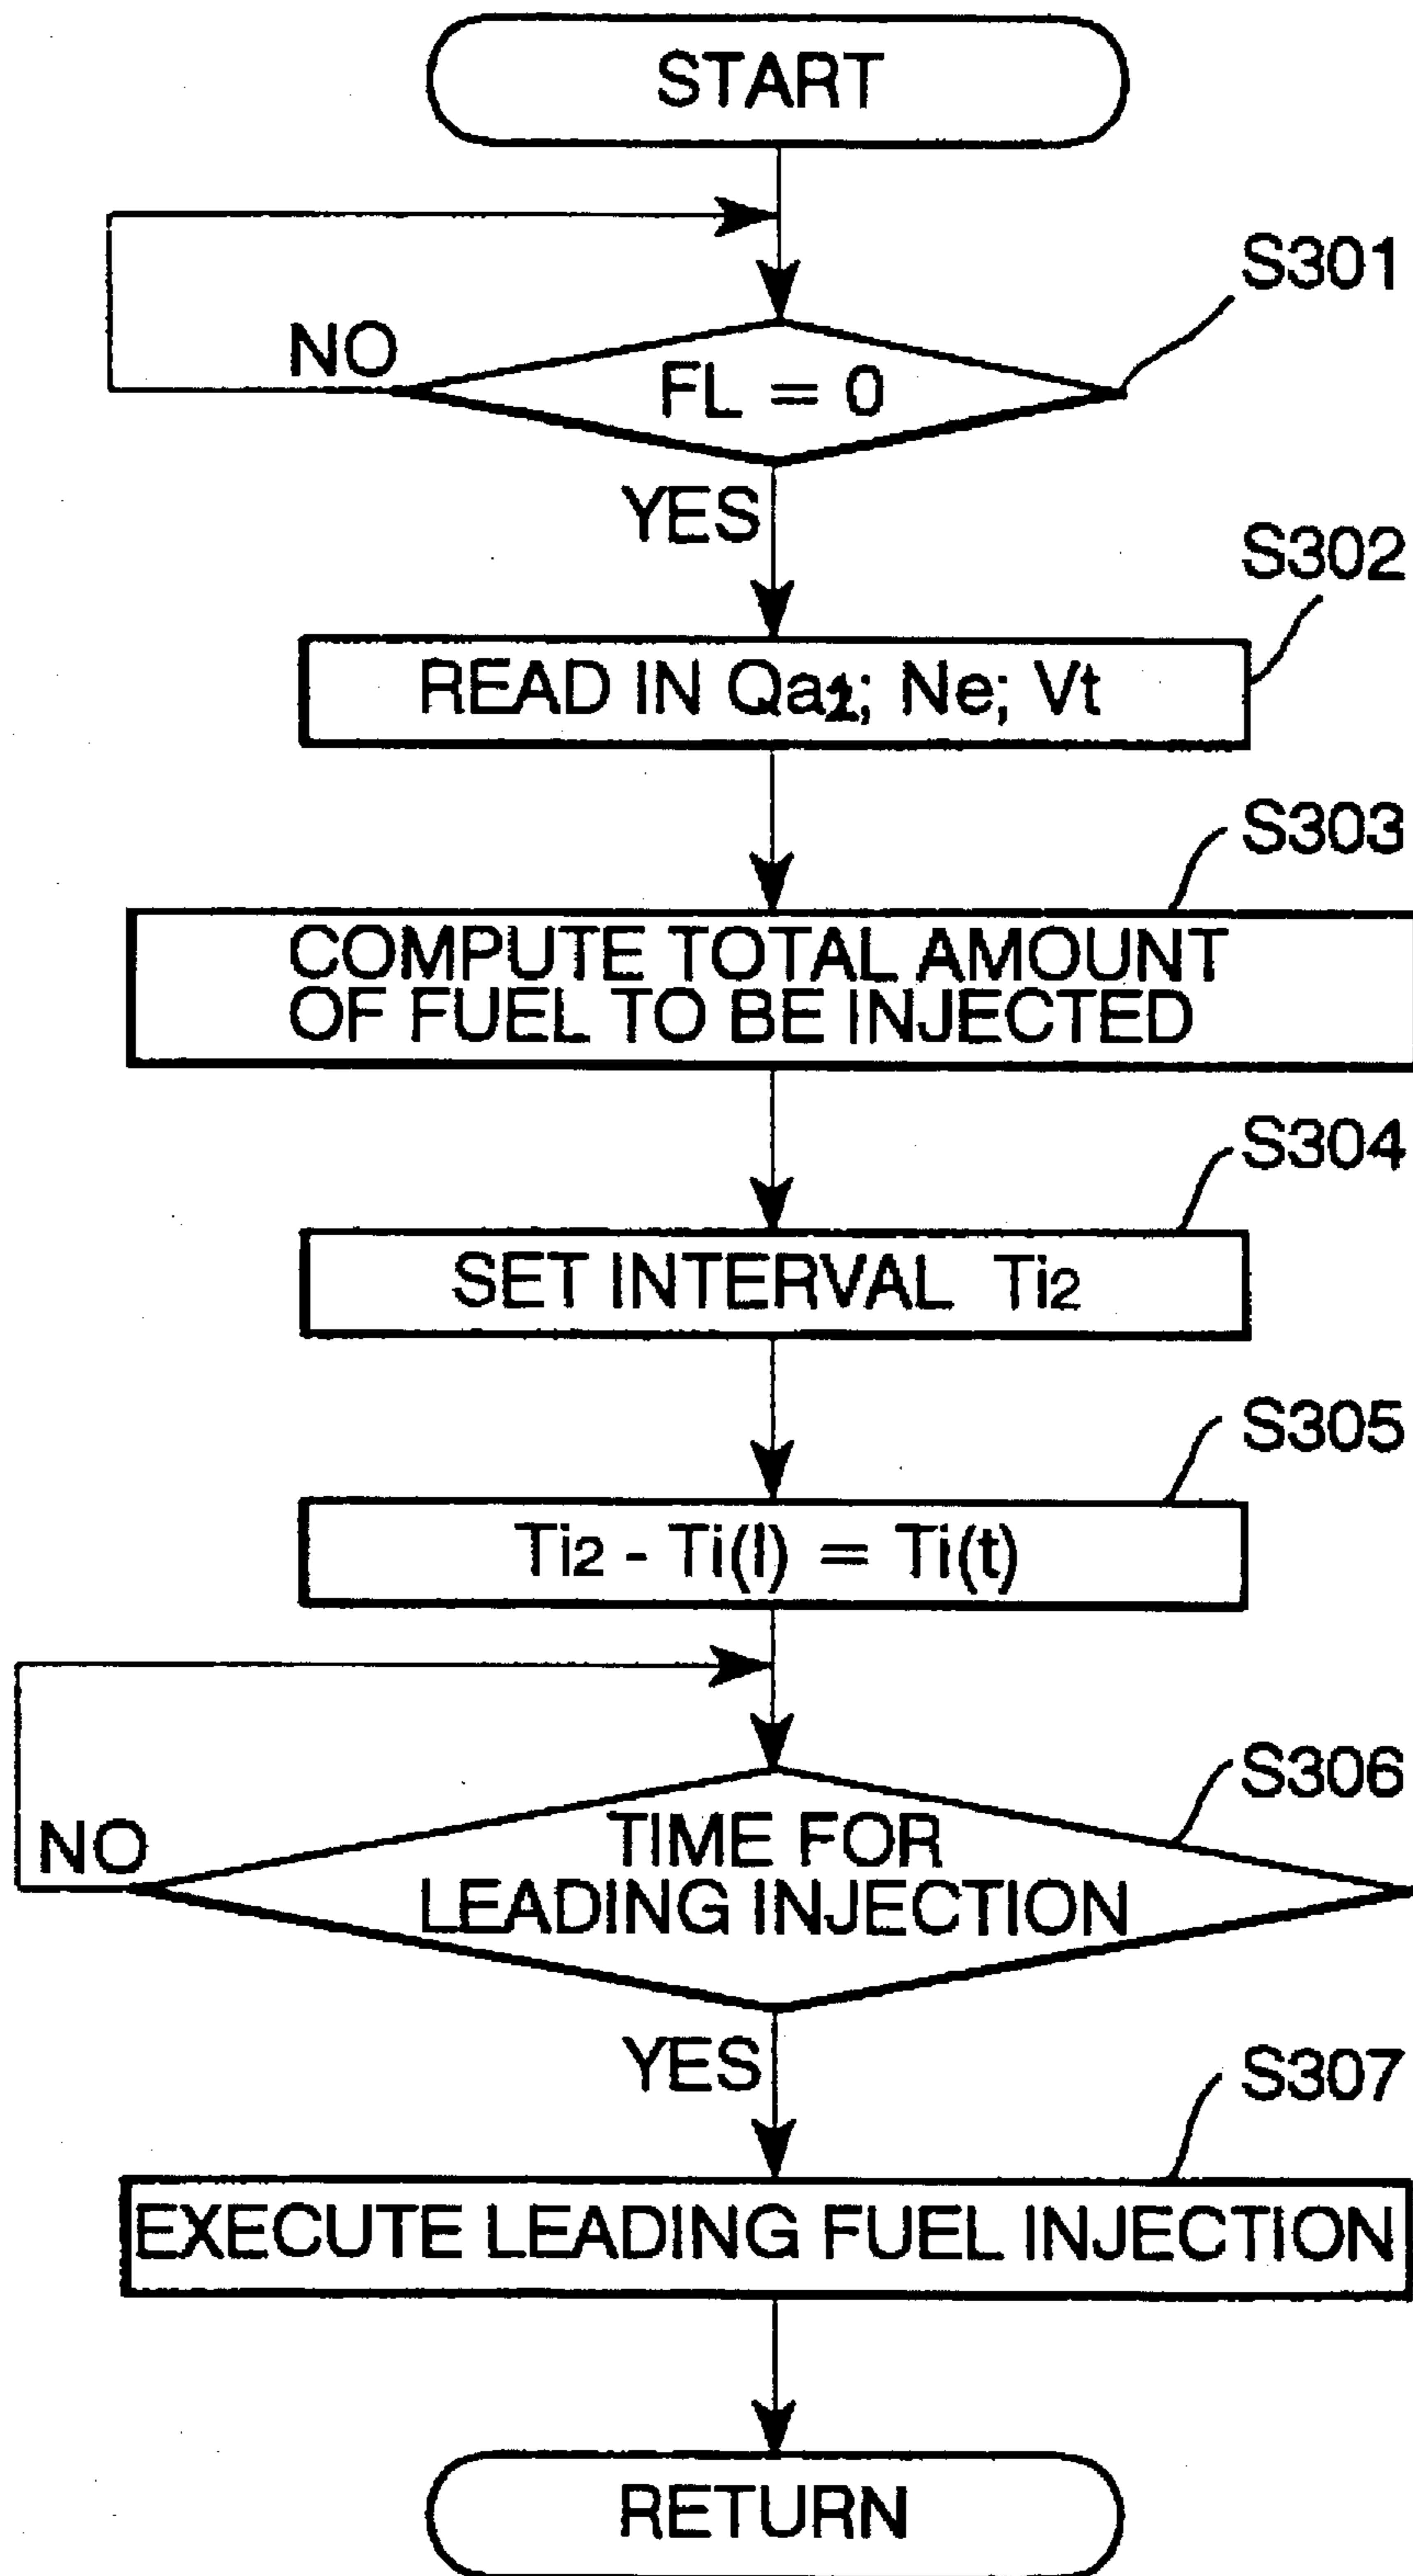 START
S301
NO
FL = 0
YES
S302
READ IN Qa2; Ne; Vt
S303
COMPUTE TOTAL AMOUNT
OF FUEL TO BE INJECTED
S304
SET INTERVAL Ti2
S305
Ti2 - Ti(l) = Ti(t)
S306
NO
TIME FOR
LEADING INJECTION
YES
S307
EXECUTE LEADING FUEL INJECTION
RETURN